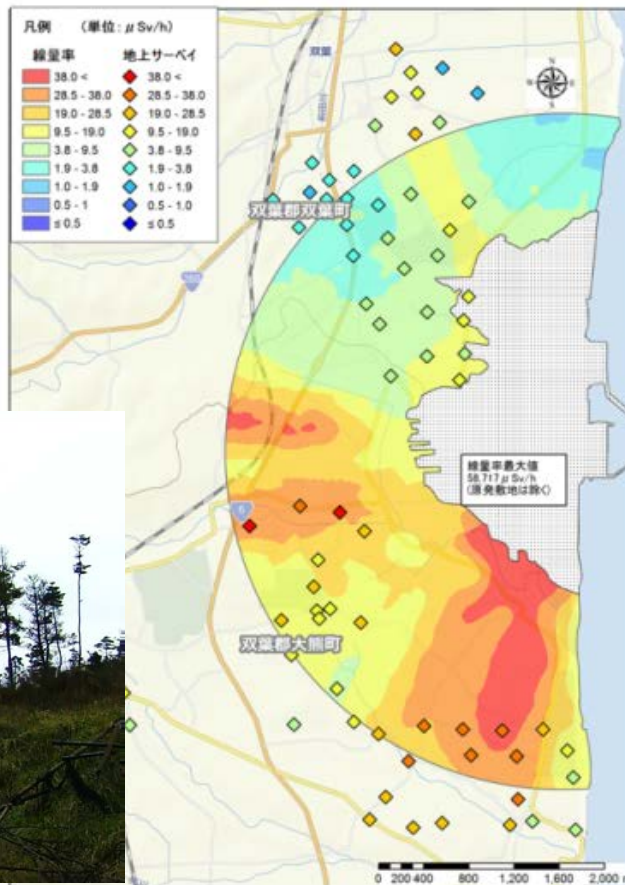 凡例 (単位:μSv/h)
線量率 地上サーベイ
38.0 < 38.0 <
28.5 - 38.0 28.5 - 38.0
19.0 - 28.5 19.0 - 28.5
9.5 - 19.0 9.5 - 19.0
3.8 - 9.5 3.8 - 9.5
1.9 - 3.8 1.9 - 3.8
1.0 - 1.9 1.0 - 1.9
0.5 - 1 0.5 - 1.0
≤ 0.5 ≤ 0.5
双葉
N
W E
S
双葉郡双葉町
線量率最大値
58.717μSv/h
(原発敷地は除く)
6
双葉郡大熊町
0 200 400 800 1,200 1,600 2,000